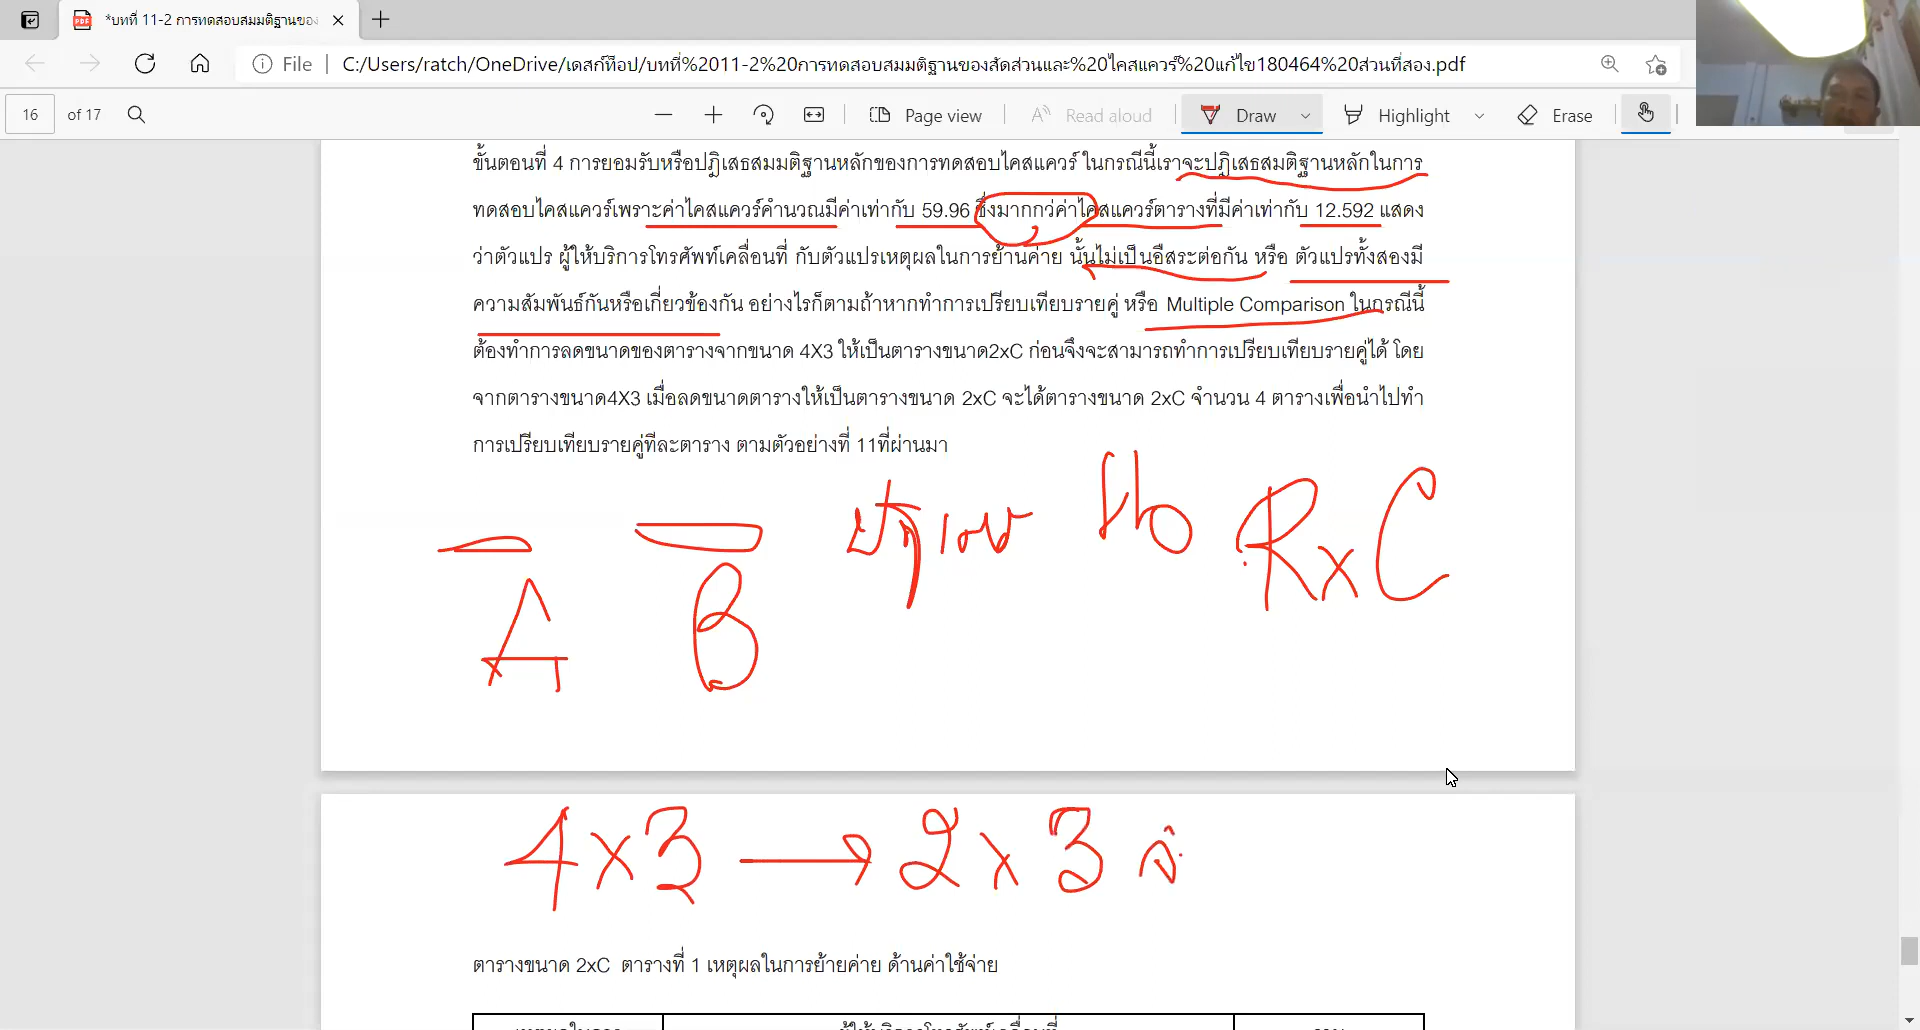 *บทที่ 11-2 การทดสอบสมมติฐานของ
File C:/Users/ratch/OneDrive/เดสก์ท็อป/บทที่%2011-2%20การทดสอบสมมติฐานของสัดส่วนและ%20ไคสแควร์%20แก้ไข180464%20ส่วนที่สอง.pdf
16 of 17 Page view Read aloud Draw Highlight Erase
ขั้นตอนที่ 4 การยอมรับหรือปฏิเสธสมมติฐานหลักของการทดสอบไคสแควร์ ในกรณีนี้เราจะปฏิเสธสมติฐานหลักในการ
ทดสอบไคสแควร์เพราะค่าไคสแควร์คำนวณมีค่าเท่ากับ 59.96 ซึ่งมากกว่ค่าไคสแควร์ตารางที่มีค่าเท่ากับ 12.592 แสดง
ว่าตัวแปร ผู้ให้บริการโทรศัพท์เคลื่อนที่ กับตัวแปรเหตุผลในการย้านค่าย นั้นไม่เป็นอิสระต่อกัน หรือ ตัวแปรทั้งสองมี
ความสัมพันธ์กันหรือเกี่ยวข้องกัน อย่างไรก็ตามถ้าหากทำการเปรียบเทียบรายคู่ หรือ Multiple Comparison ในกรณีนี้
ต้องทำการลดขนาดของตารางจากขนาด 4X3 ให้เป็นตารางขนาด2xC ก่อนจึงจะสามารถทำการเปรียบเทียบรายคู่ได้ โดย
จากตารางขนาด4X3 เมื่อลดขนาดตารางให้เป็นตารางขนาด 2xC จะได้ตารางขนาด 2xC จำนวน 4 ตารางเพื่อนำไปทำ
การเปรียบเทียบรายคู่ทีละตาราง ตามตัวอย่างที่ 11ที่ผ่านมา
Ho RxC
A B
4x3 → 2x3
ตารางขนาด 2xC ตารางที่ 1 เหตุผลในการย้ายค่าย ด้านค่าใช้จ่าย